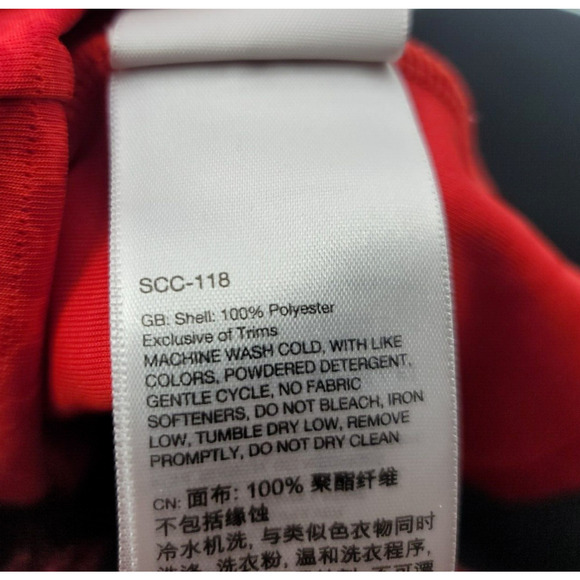 SCC-118
GB: Shell: 100% Polyester
Exclusive of Trims
MACHINE WASH COLD, WITH LIKE
COLORS, POWDERED DETERGENT,
GENTLE CYCLE, NO FABRIC
SOFTENERS, DO NOT BLEACH, IRON
LOW, TUMBLE DRY LOW, REMOVE
PROMPTLY, DO NOT DRY CLEAN
CN: 面布: 100% 聚酯纤维
不包括缘蚀
冷水机洗, 与类似色衣物同时
洗涤, 洗衣粉, 温和洗衣程序,